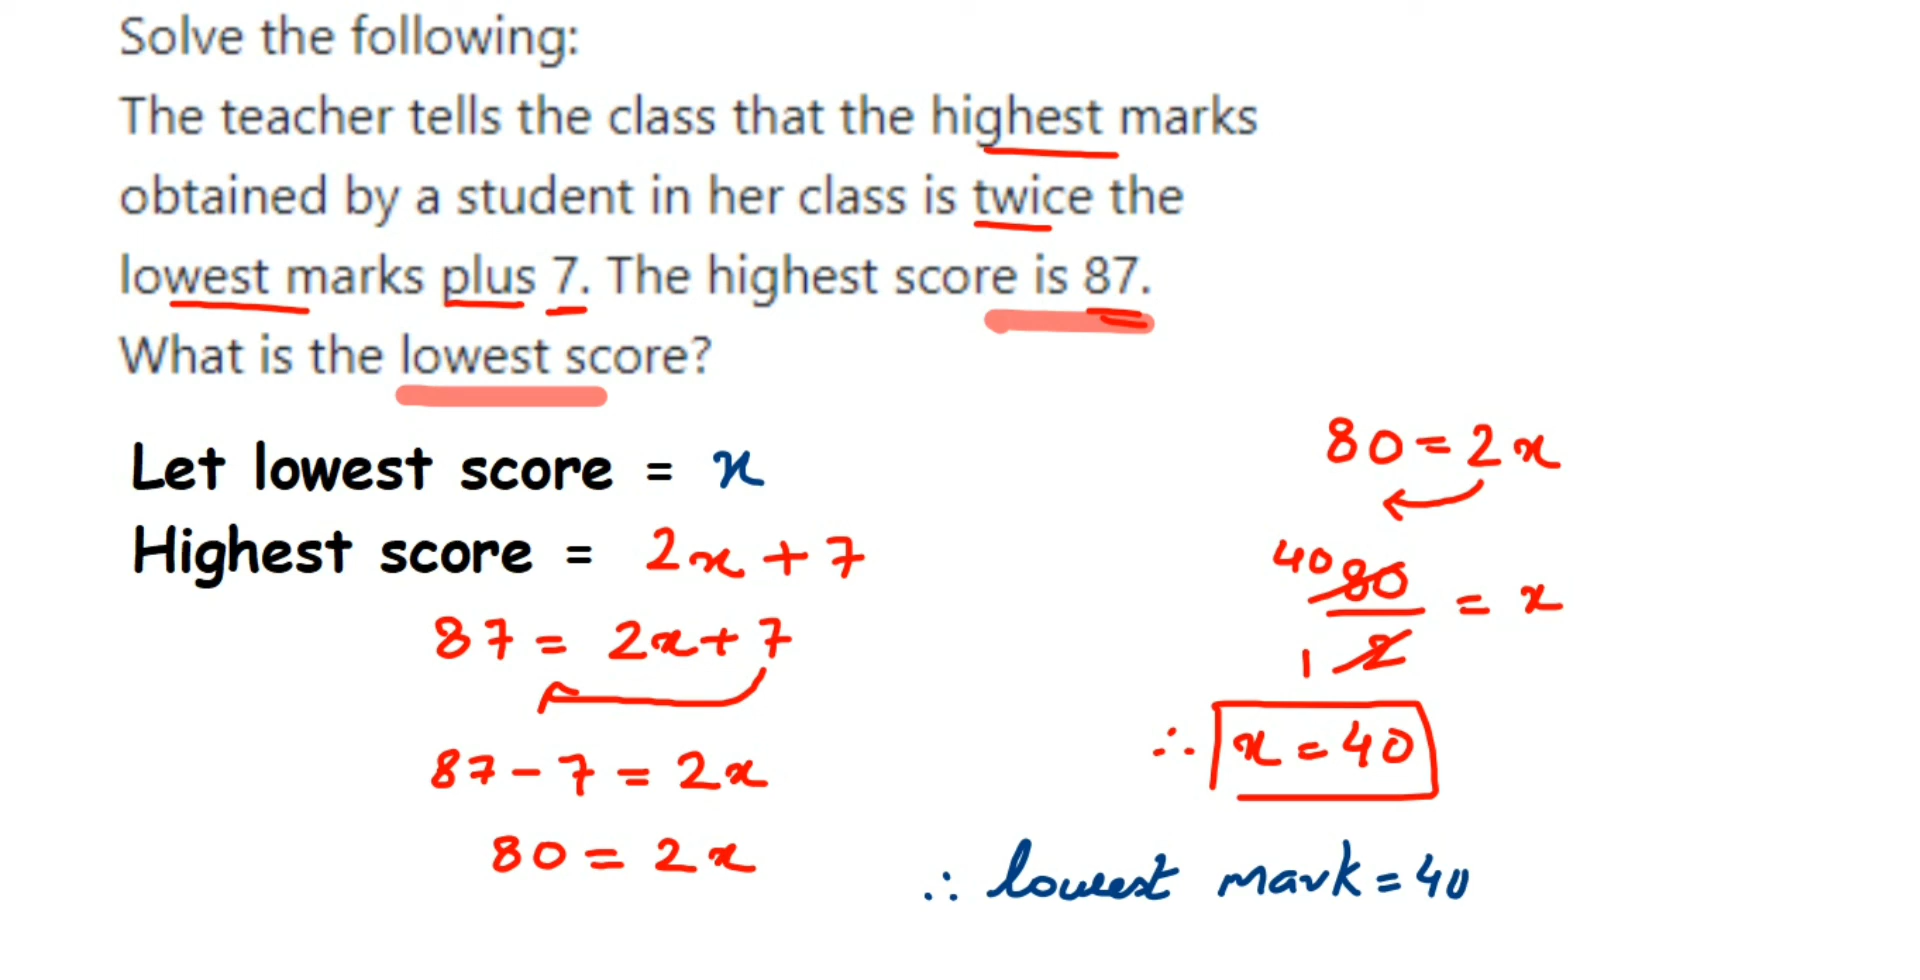 Solve the following:
The teacher tells the class that the highest marks
obtained by a student in her class is twice the
lowest marks plus 7. The highest score is 87.
What is the lowest score?
Let lowest score = x
Highest score = 2x + 7
87 = 2x + 7
87 - 7 = 2x
80 = 2x
80 = 2x
40 80
1 2 = x
∴ x = 40
∴ lowest mark = 40